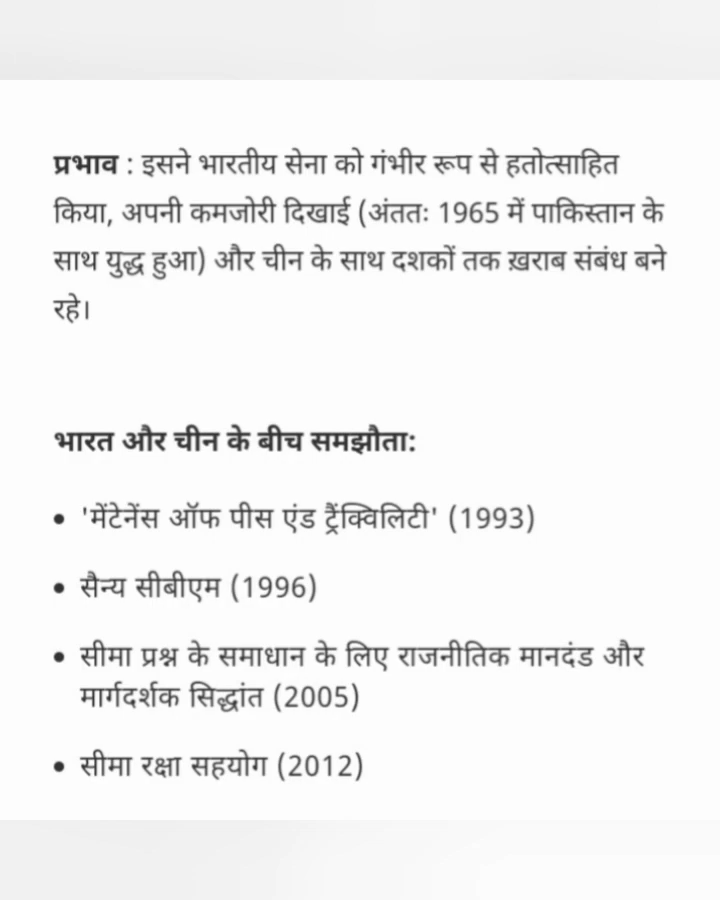 प्रभाव : इसने भारतीय सेना को गंभीर रूप से हतोत्साहित
किया, अपनी कमजोरी दिखाई (अंततः 1965 में पाकिस्तान के
साथ युद्ध हुआ) और चीन के साथ दशकों तक ख़राब संबंध बने
रहे।
भारत और चीन के बीच समझौता:
• 'मेंटेनेंस ऑफ पीस एंड ट्रैंक्विलिटी' (1993)
• सैन्य सीबीएम (1996)
• सीमा प्रश्न के समाधान के लिए राजनीतिक मानदंड और
मार्गदर्शक सिद्धांत (2005)
• सीमा रक्षा सहयोग (2012)